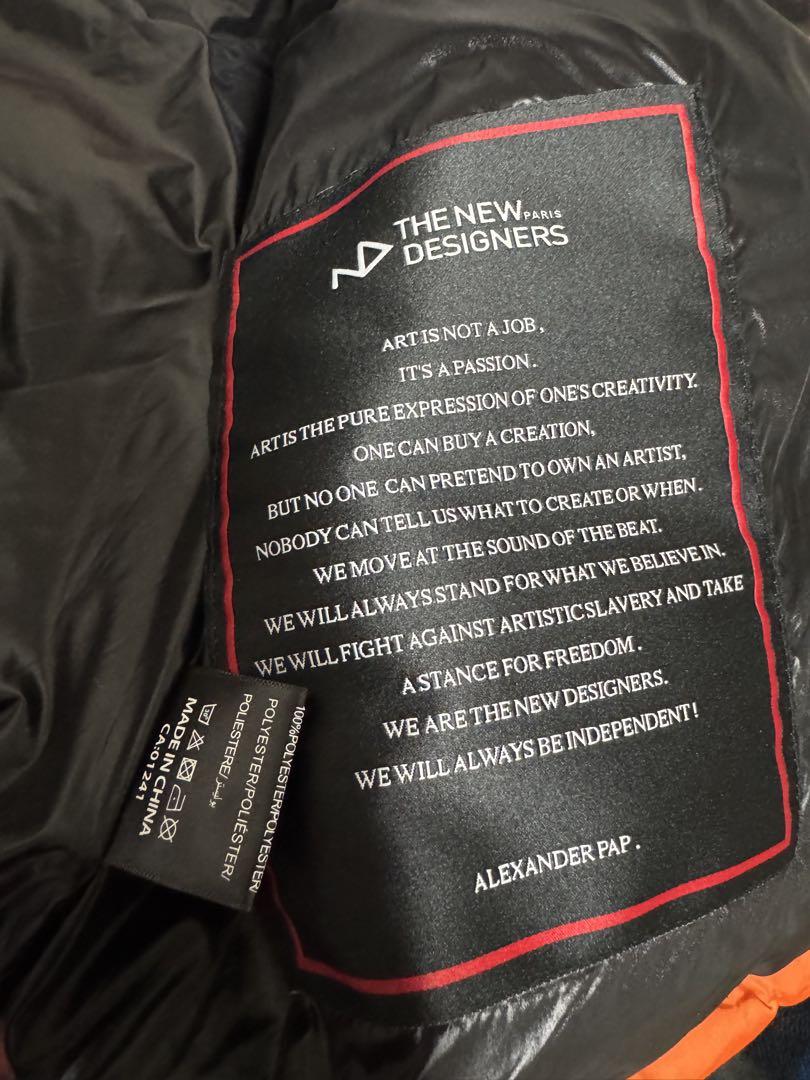 THE NEW PARIS
DESIGNERS
ART IS NOT A JOB,
IT'S A PASSION.
ART IS THE PURE EXPRESSION OF ONE'S CREATIVITY.
ONE CAN BUY A CREATION,
BUT NO ONE CAN PRETEND TO OWN AN ARTIST,
NOBODY CAN TELL US WHAT TO CREATE OR WHEN.
WE MOVE AT THE SOUND OF THE BEAT.
WE WILL ALWAYS STAND FOR WHAT WE BELIEVE IN.
WE WILL FIGHT AGAINST ARTISTIC SLAVERY AND TAKE
A STANCE FOR FREEDOM.
WE ARE THE NEW DESIGNERS.
WE WILL ALWAYS BE INDEPENDENT!
ALEXANDER PAP.
100%POLYESTER/POLYESTER
POLYESTER/POLIESTER/
POLIESTERE/
MADE IN CHINA
CA:01241